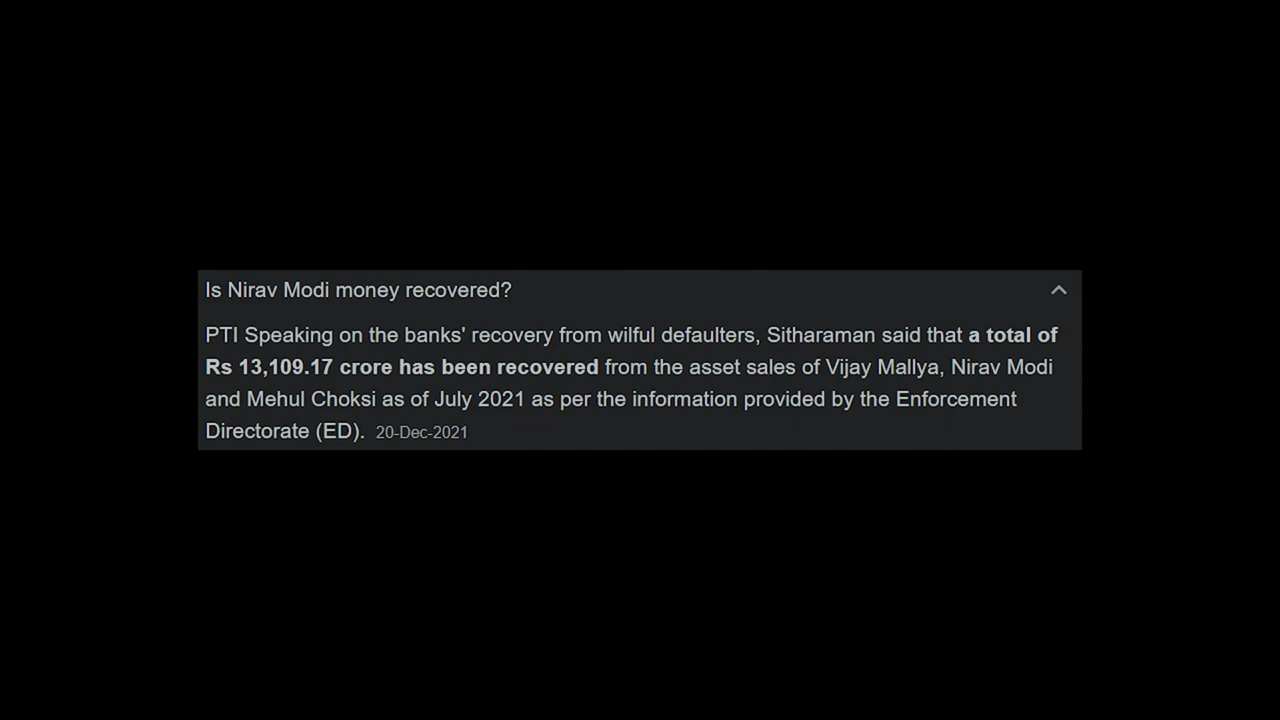 Is Nirav Modi money recovered?
PTI Speaking on the banks' recovery from wilful defaulters, Sitharaman said that a total of
Rs 13,109.17 crore has been recovered from the asset sales of Vijay Mallya, Nirav Modi
and Mehul Choksi as of July 2021 as per the information provided by the Enforcement
Directorate (ED). 20-Dec-2021